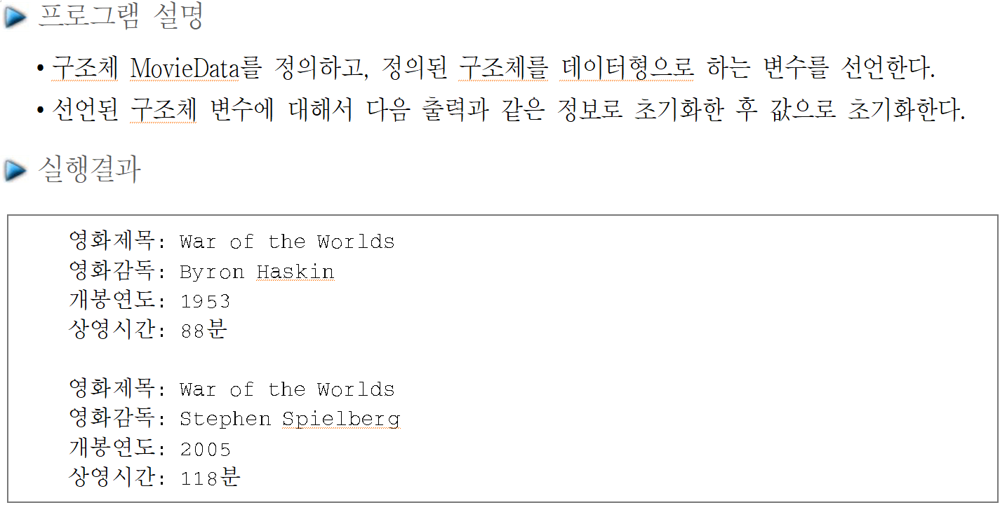 프로그램 설명
• 구조체 MovieData를 정의하고, 정의된 구조체를 데이터형으로 하는 변수를 선언한다.
• 선언된 구조체 변수에 대해서 다음 출력과 같은 정보로 초기화한 후 값으로 초기화한다.
실행결과
영화제목: War of the Worlds
영화감독: Byron Haskin
개봉연도: 1953
상영시간: 88분
영화제목: War of the Worlds
영화감독: Stephen Spielberg
개봉연도: 2005
상영시간: 118분